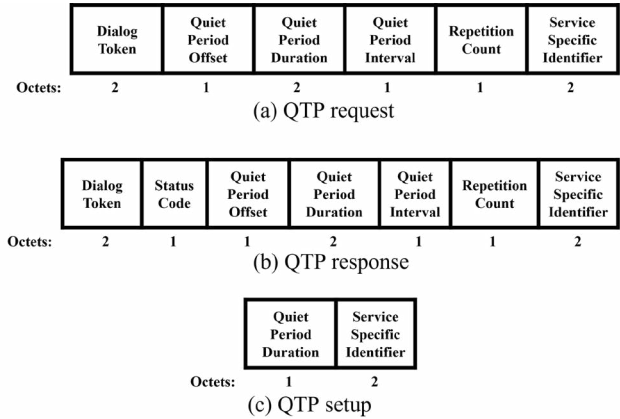 Dialog Token Quiet Period Offset Quiet Period Duration Quiet Period Interval Repetition Count Service Specific Identifier
Octets: 2 1 2 1 1 2
(a) QTP request
Dialog Token Status Code Quiet Period Offset Quiet Period Duration Quiet Period Interval Repetition Count Service Specific Identifier
Octets: 2 1 1 2 1 1 2
(b) QTP response
Quiet Period Duration Service Specific Identifier
Octets: 1 2
(c) QTP setup